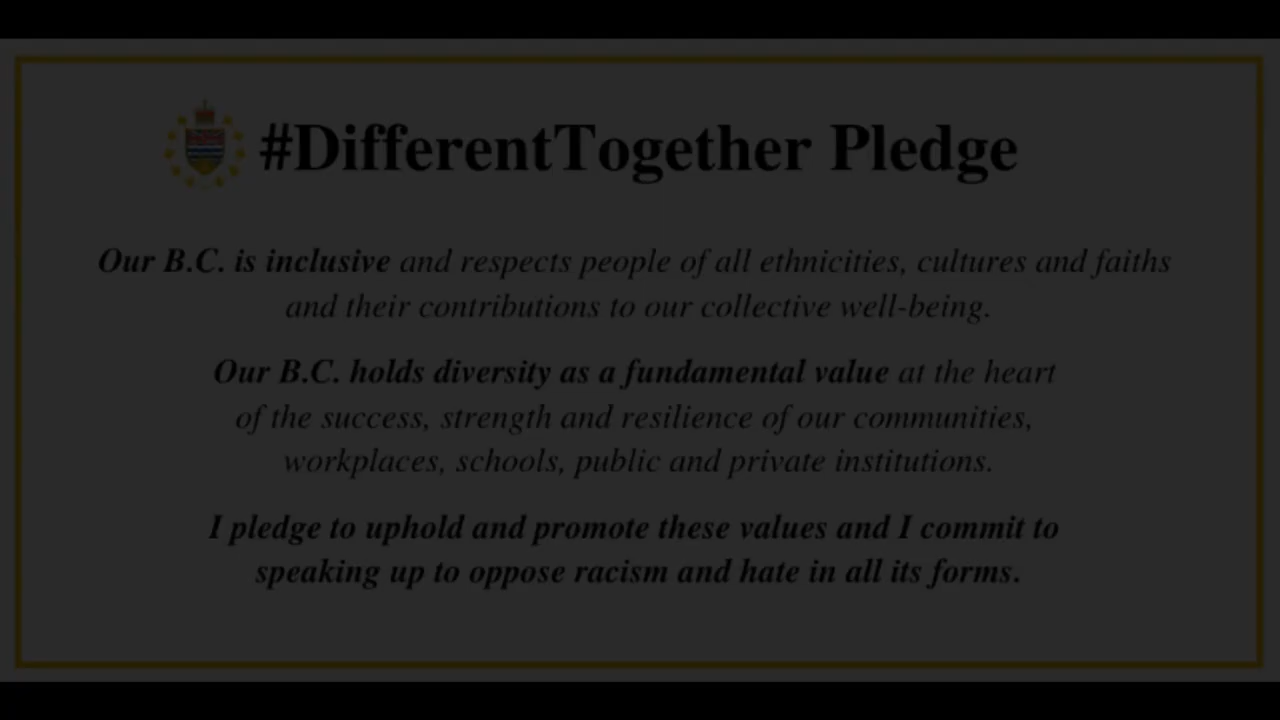 #DifferentTogether Pledge
Our B.C. is inclusive and respects people of all ethnicities, cultures and faiths
and their contributions to our collective well-being.
Our B.C. holds diversity as a fundamental value at the heart
of the success, strength and resilience of our communities,
workplaces, schools, public and private institutions.
I pledge to uphold and promote these values and I commit to
speaking up to oppose racism and hate in all its forms.